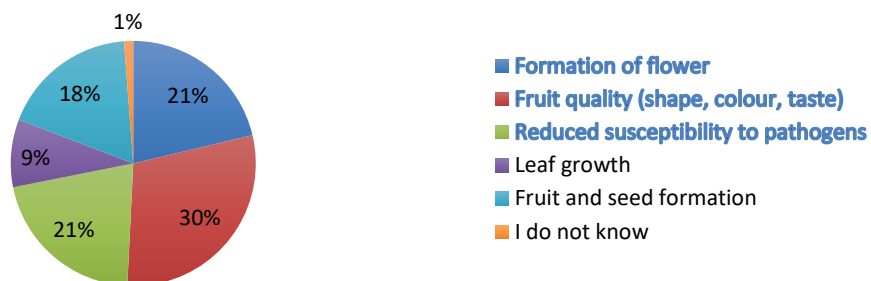 1%
21%
18%
9%
30%
21%
Formation of flower
Fruit quality (shape, colour, taste)
Reduced susceptibility to pathogens
Leaf growth
Fruit and seed formation
I do not know